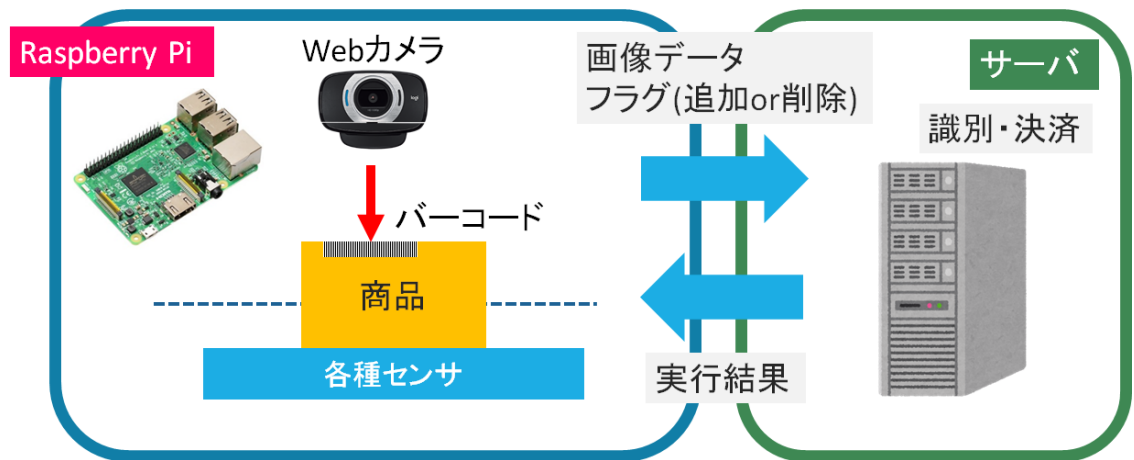 Raspberry Pi
Webカメラ
バーコード
商品
各種センサ
画像データ
フラグ(追加or削除)
実行結果
サーバ
識別・決済